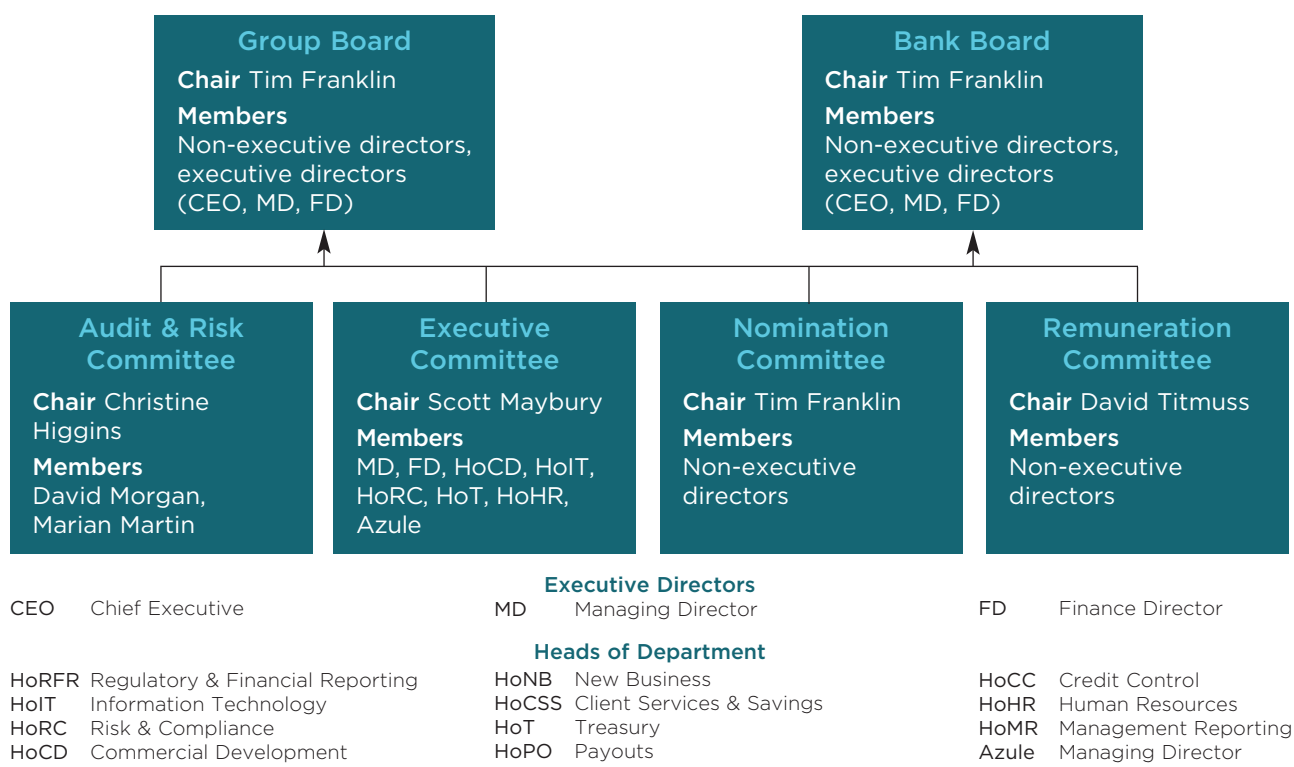 Group Board
Chair Tim Franklin
Members
Non-executive directors,
executive directors
(CEO, MD, FD)
Bank Board
Chair Tim Franklin
Members
Non-executive directors,
executive directors
(CEO, MD, FD)
Audit & Risk
Committee
Chair Christine
Higgins
Members
David Morgan,
Marian Martin
Executive
Committee
Chair Scott Maybury
Members
MD, FD, HoCD, HoIT,
HoRC, HoT, HoHR,
Azule
Nomination
Committee
Chair Tim Franklin
Members
Non-executive
directors
Remuneration
Committee
Chair David Titmuss
Members
Non-executive
directors
Executive Directors
CEO Chief Executive
MD Managing Director
FD Finance Director
Heads of Department
HoRFR Regulatory & Financial Reporting
HoIT Information Technology
HoRC Risk & Compliance
HoCD Commercial Development
HoNB New Business
HoCSS Client Services & Savings
HoT Treasury
HoPO Payouts
HoCC Credit Control
HoHR Human Resources
HoMR Management Reporting
Azule Managing Director